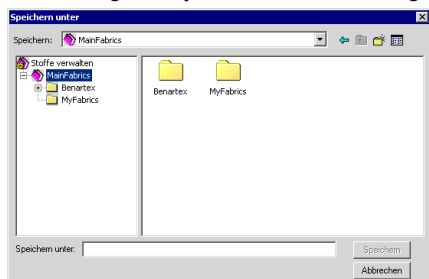 Speichern unter
Speichern: MainFabrics
Stoffe verwalten
MainFabrics
Benartex
MyFabrics
Benartex MyFabrics
Speichern unter:
Speichern
Abbrechen